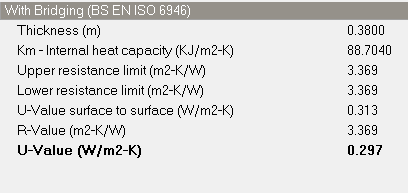 With Bridging (BS EN ISO 6946)
Thickness (m) 0.3800
Km - Internal heat capacity (KJ/m2-K) 88.7040
Upper resistance limit (m2-K/W) 3.369
Lower resistance limit (m2-K/W) 3.369
U-Value surface to surface (W/m2-K) 0.313
R-Value (m2-K/W) 3.369
U-Value (W/m2-K) 0.297